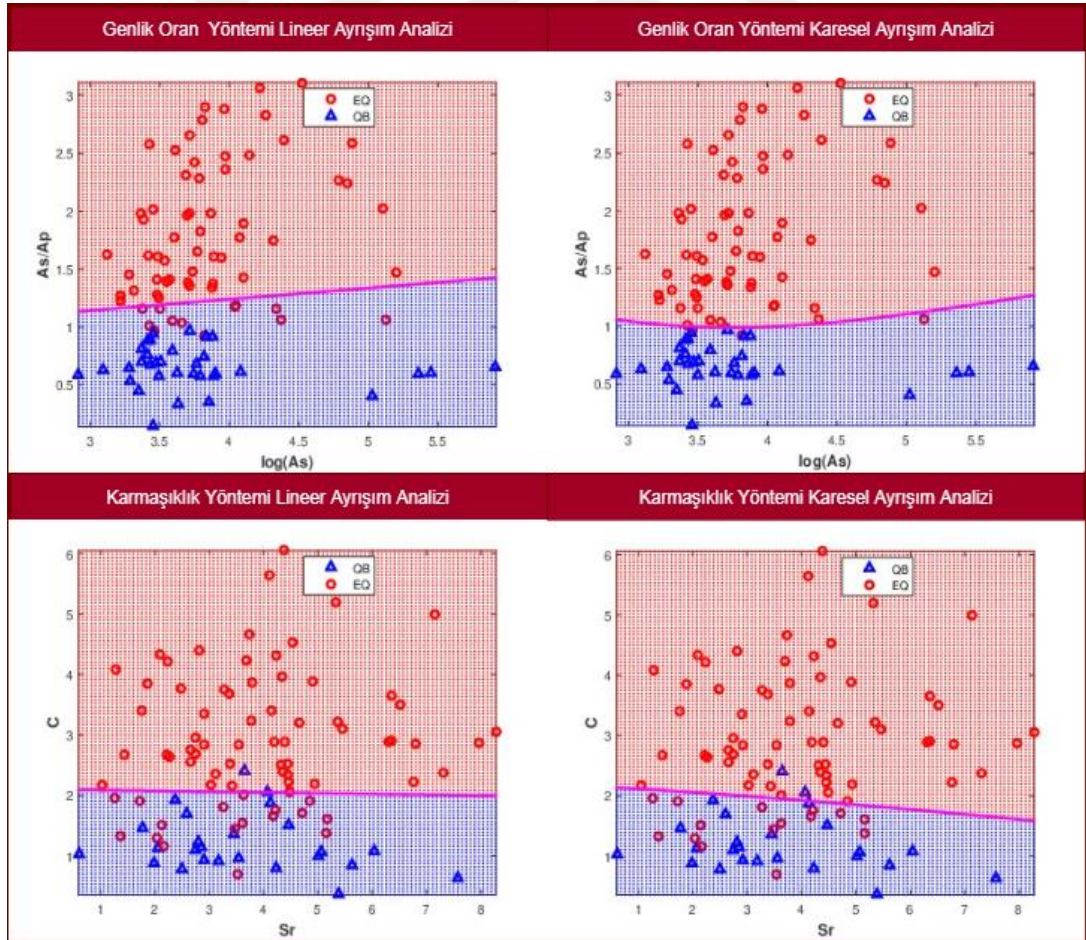 Genlik Oran Yöntemi Lineer Ayrışım Analizi
Genlik Oran Yöntemi Karesel Ayrışım Analizi
EQ
QB
3
2.5
2
1.5
1
0.5
As/Ap
3 3.5 4 4.5 5 5.5
log(As)
EQ
QB
3
2.5
2
1.5
1
0.5
As/Ap
3 3.5 4 4.5 5 5.5
log(As)
Karmaşıklık Yöntemi Lineer Ayrışım Analizi
Karmaşıklık Yöntemi Karesel Ayrışım Analizi
QB
EQ
6
5
4
3
2
1
C
1 2 3 4 5 6 7 8
Sr
QB
EQ
6
5
4
3
2
1
C
1 2 3 4 5 6 7 8
Sr